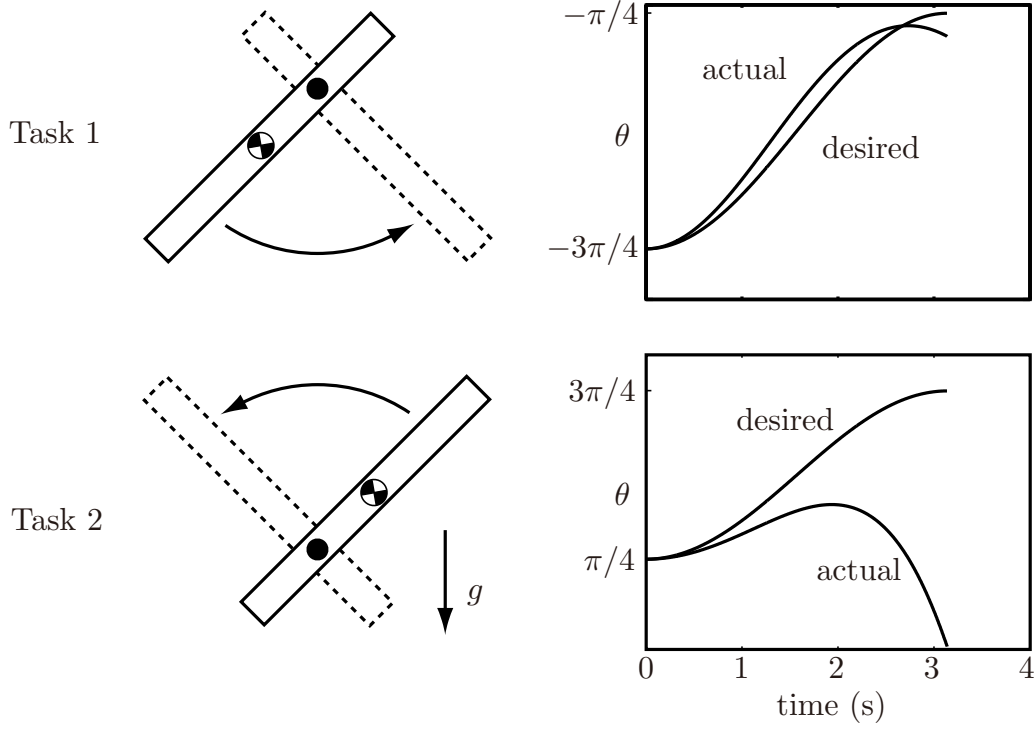 Task 1
−π/4
actual
θ
desired
−3π/4
Task 2
g
3π/4
desired
θ
π/4
actual
0 1 2 3 4
time (s)